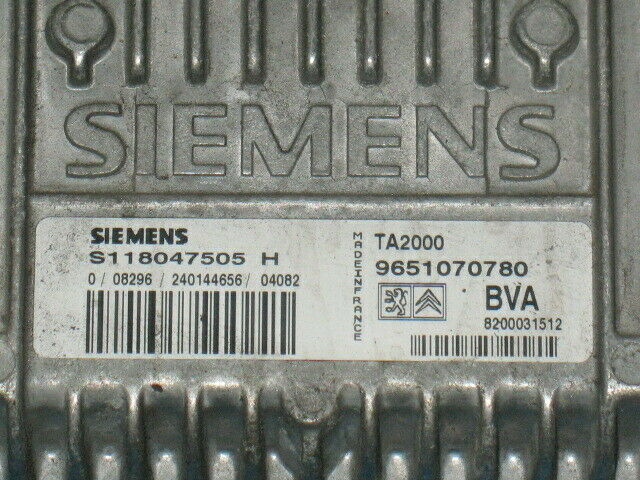 SIEMENS
SIEMENS
S118047505 H
0 / 08296 / 240144656 / 04082
MADEINFRANCE
TA2000
9651070780
BVA
8200031512